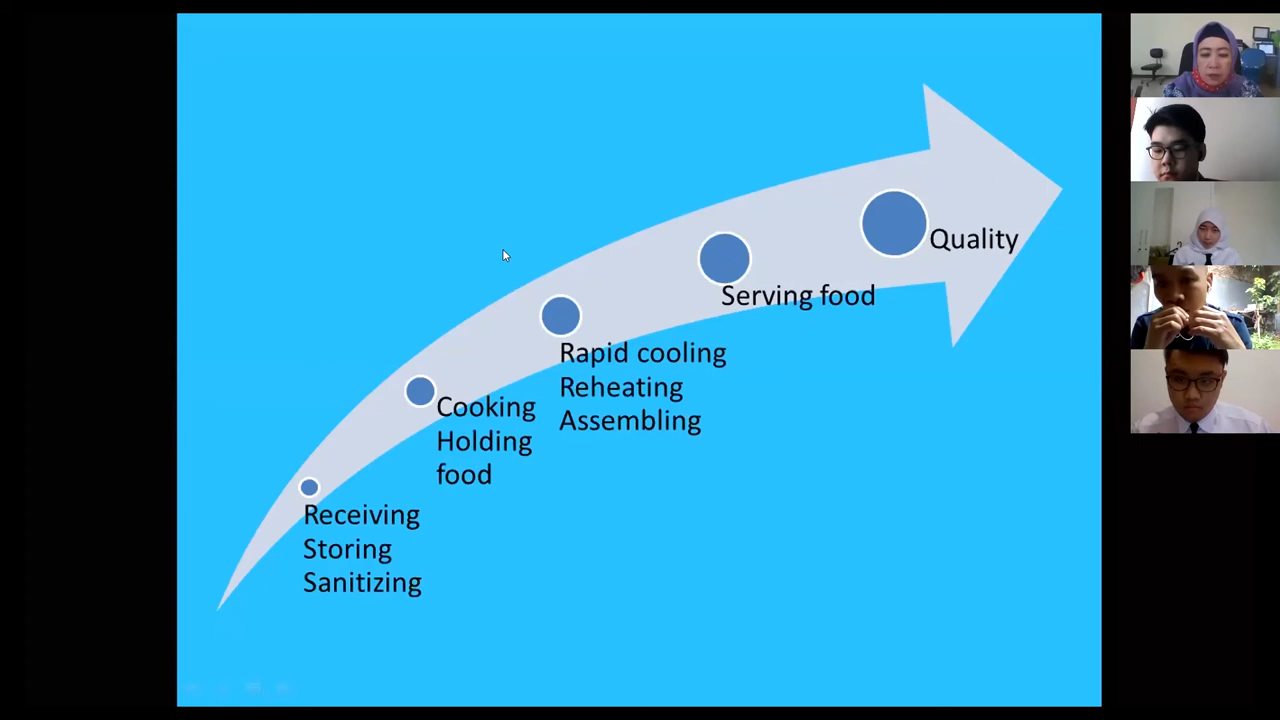 Receiving
Storing
Sanitizing
Cooking
Holding
food
Rapid cooling
Reheating
Assembling
Serving food
Quality